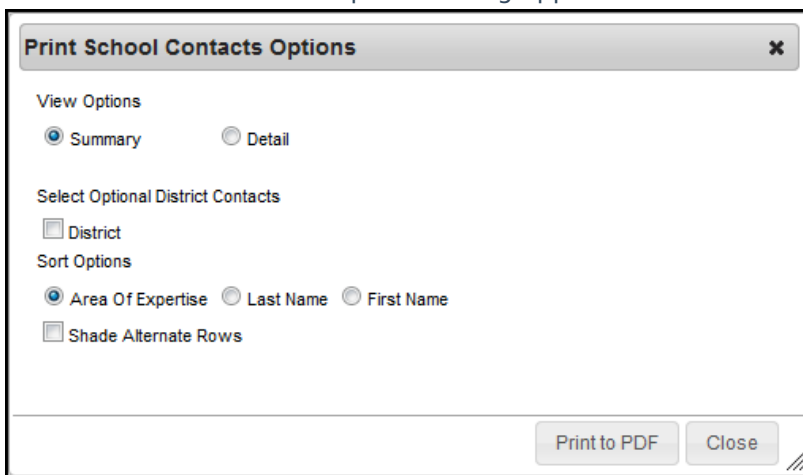 Print School Contacts Options
View Options
Summary Detail
Select Optional District Contacts
District
Sort Options
Area Of Expertise Last Name First Name
Shade Alternate Rows
Print to PDF Close